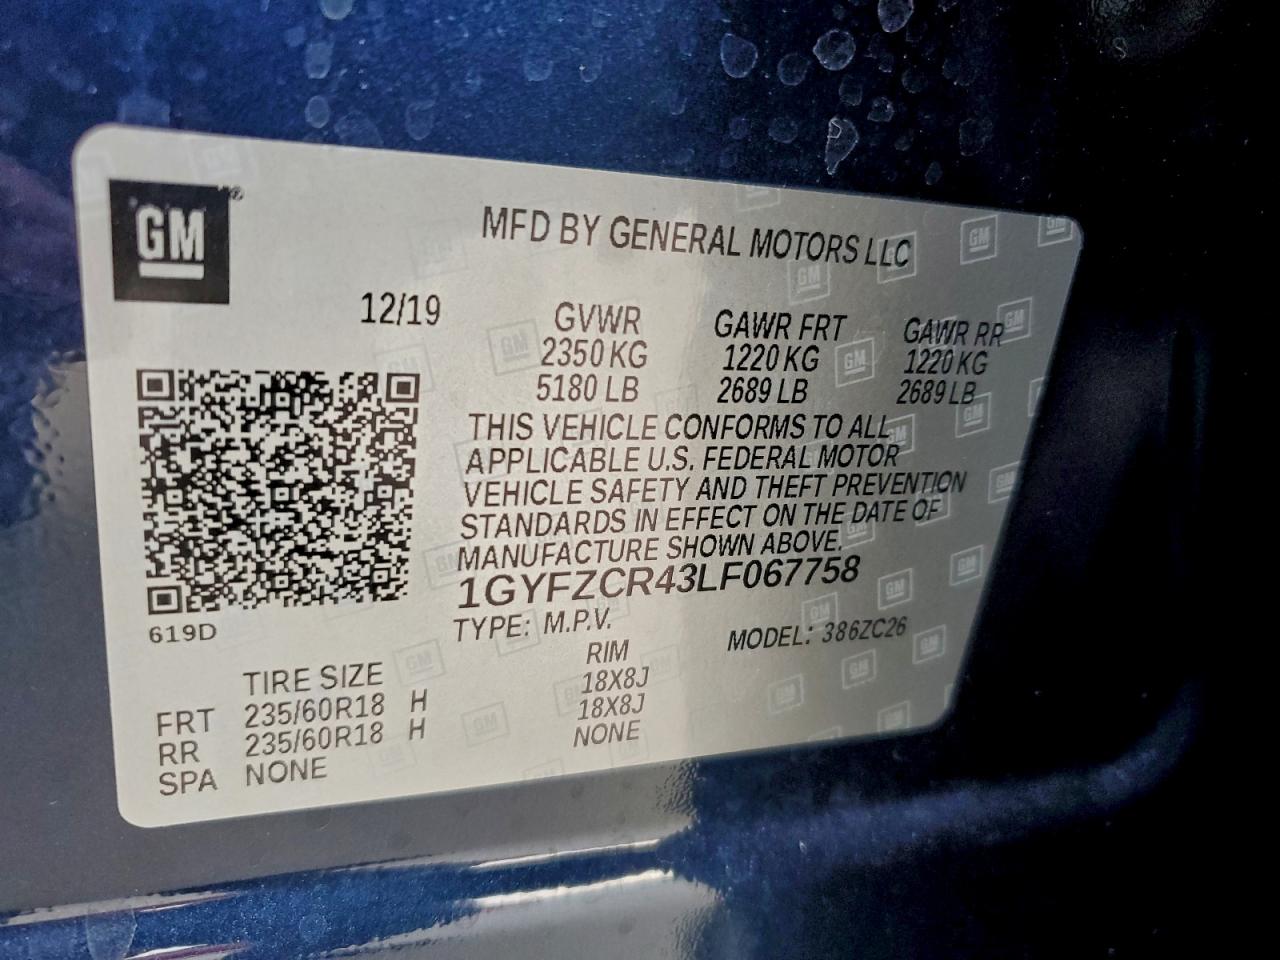 GM
MFD BY GENERAL MOTORS LLC
12/19
GVWR GAWR FRT GAWR RR
2350 KG 1220 KG 1220 KG
5180 LB 2689 LB 2689 LB
THIS VEHICLE CONFORMS TO ALL
APPLICABLE U.S. FEDERAL MOTOR
VEHICLE SAFETY AND THEFT PREVENTION
STANDARDS IN EFFECT ON THE DATE OF
MANUFACTURE SHOWN ABOVE.
1GYFZCR43LF067758
619D
TYPE: M.P.V. MODEL: 386ZC26
TIRE SIZE RIM
FRT 235/60R18 H 18X8J
RR 235/60R18 H 18X8J
SPA NONE NONE